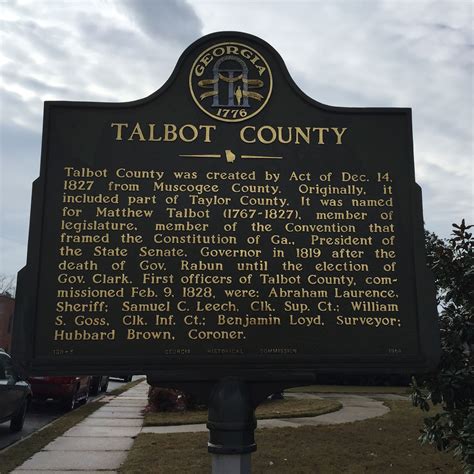 GEORGIA
1776
TALBOT COUNTY
Talbot County was created by Act of Dec. 14,
1827 from Muscogee County. Originally, it
included part of Taylor County. It was named
for Matthew Talbot (1767-1827), member of
legislature, member of the Convention that
framed the Constitution of Ga., President of
the State Senate, Governor in 1819 after the
death of Gov. Rabun until the election of
Gov. Clark. First officers of Talbot County, com-
missioned Feb. 9, 1828, were: Abraham Laurence,
Sheriff; Samuel C. Leech, Clk. Sup. Ct.; William
S. Goss, Clk. Inf. Ct.; Benjamin Loyd, Surveyor;
Hubbard Brown, Coroner.
GEORGIA HISTORICAL COMMISSION